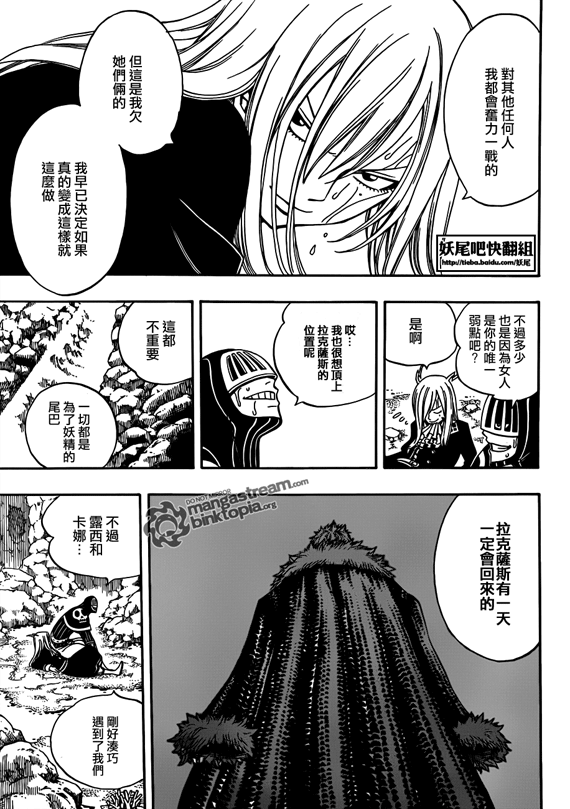 對其他任何人
我都會奮力一戰的
但這是我欠
她們倆的
我早已決定如果
真的變成這樣就
這麼做
妖尾吧快翻組
http://tieba.baidu.com/妖尾
不過多少
也是因為女人
是你的唯一
弱點吧？
是啊
哎…
我也很想頂上
拉克薩斯的
位置呢
這都
不重要
一切都是
為了妖精的
尾巴
DO NOT MIRROR
mangastream.com
binktopia.org
拉克薩斯有一天
一定會回來的
不過
露西和
卡娜…
剛好湊巧
遇到了我們